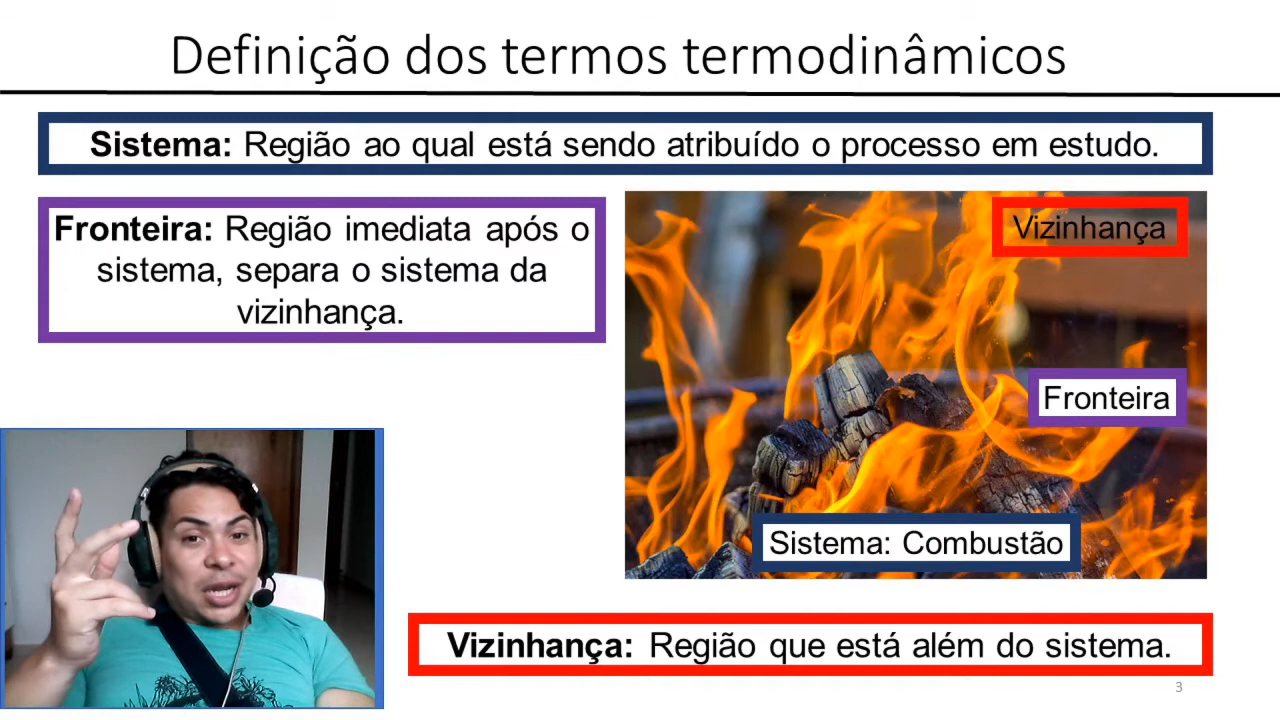 Definição dos termos termodinâmicos
Sistema: Região ao qual está sendo atribuído o processo em estudo.
Fronteira: Região imediata após o
sistema, separa o sistema da
vizinhança.
Vizinhança
Fronteira
Sistema: Combustão
Vizinhança: Região que está além do sistema.
3